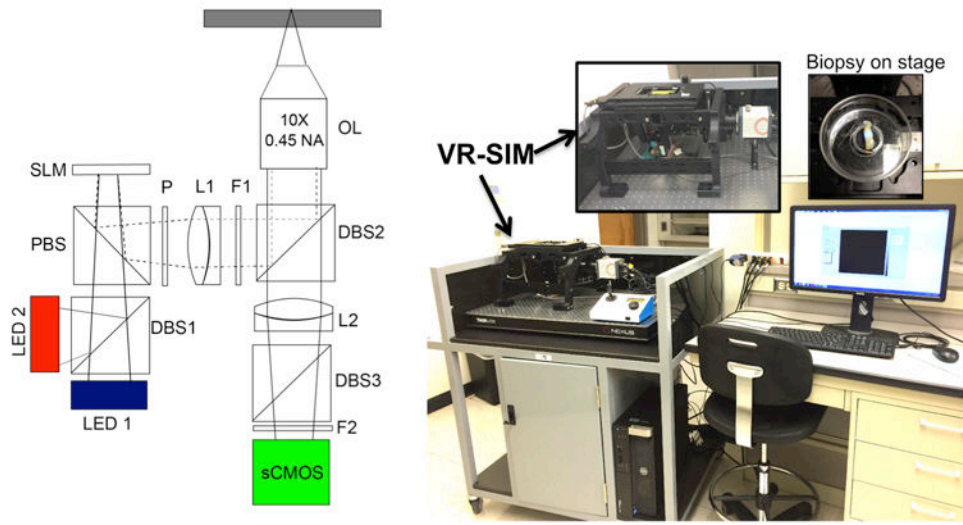 10X
0.45 NA
OL
SLM
P
L1
F1
PBS
DBS2
LED 2
DBS1
L2
LED 1
DBS3
F2
sCMOS
VR-SIM
Biopsy on stage
NEXUS